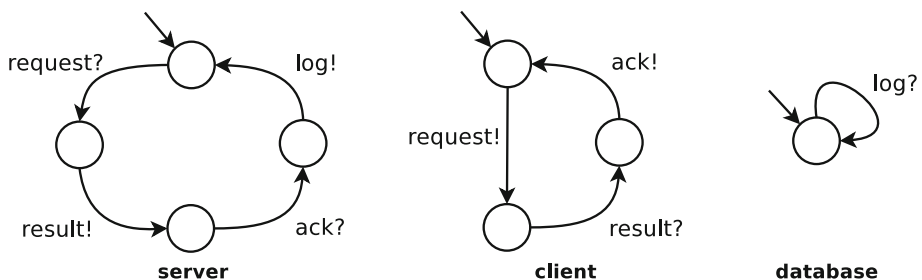 request?
log!
result!
ack?
server
ack!
request!
result?
client
log?
database